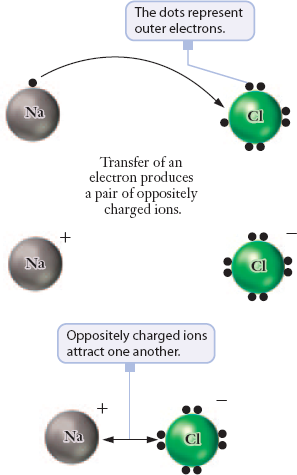 The dots represent
outer electrons.
Na
Cl
Transfer of an
electron produces
a pair of oppositely
charged ions.
Na
+
Cl
−
Oppositely charged ions
attract one another.
Na
+
Cl
−